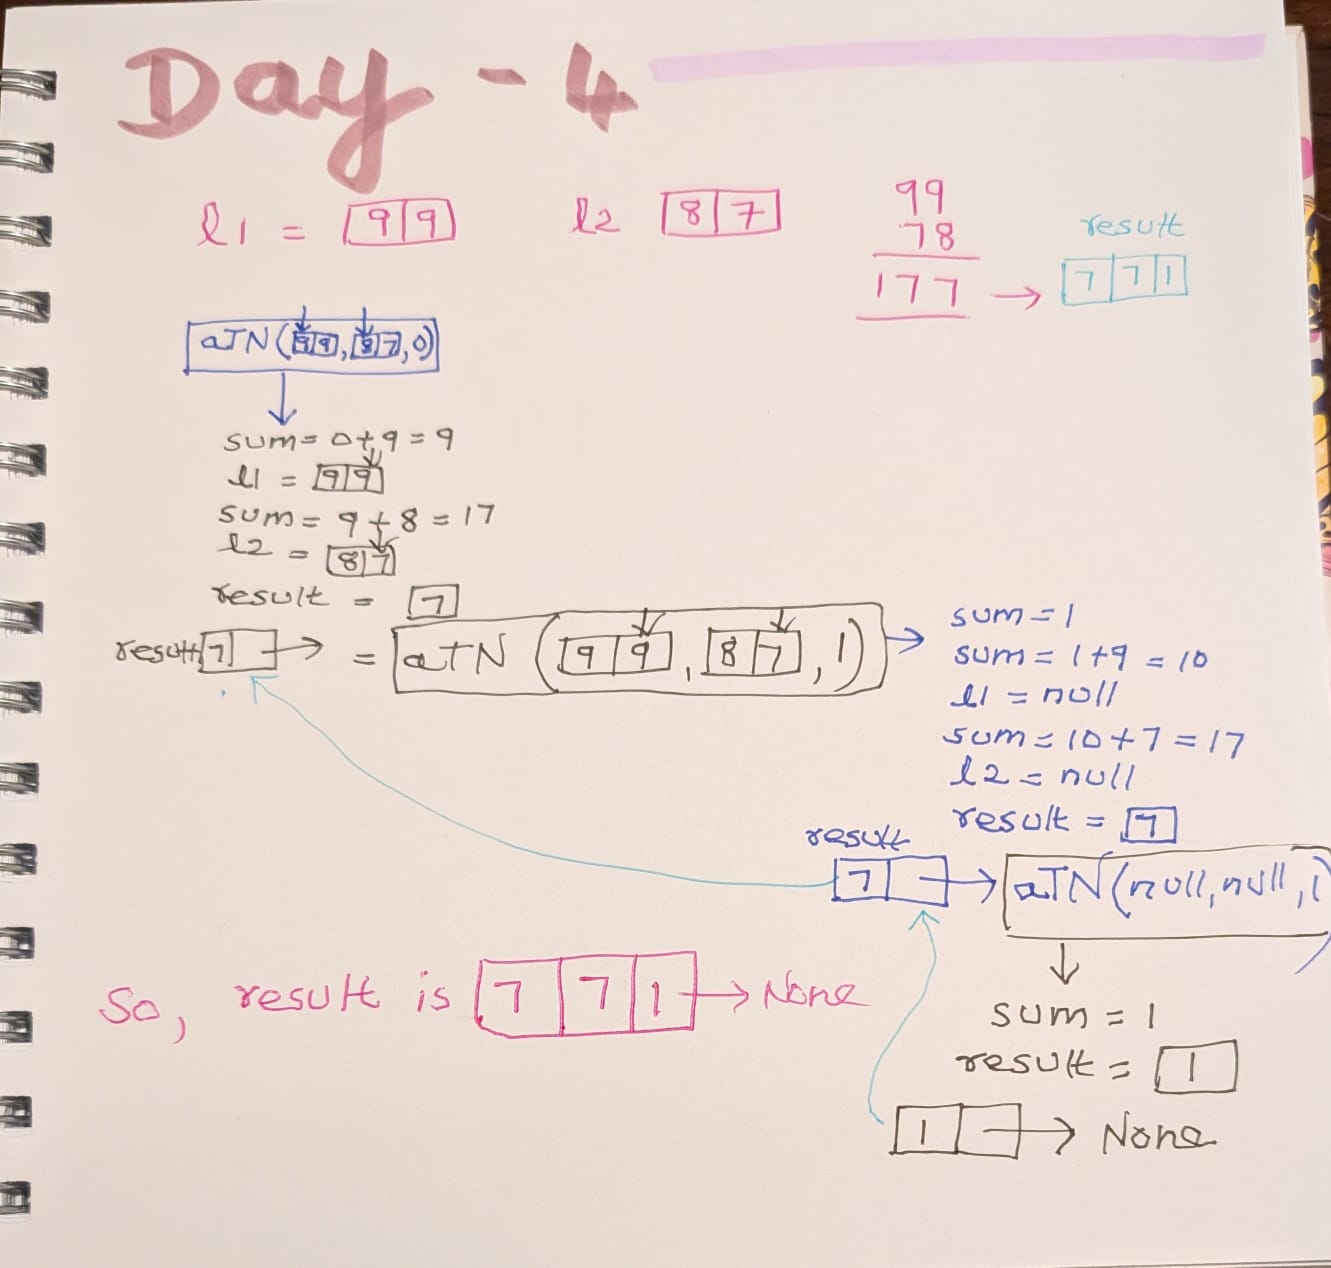 Day - 4
l1 = 9 9
l2 8 7
99
78
177 →
result
7 7 1
aTN(9 9, 8 7, 0)
sum = 0+9 = 9
l1 = 9 9
sum = 9 + 8 = 17
l2 = 8 7
result = 7
result 7 → = aTN (9 9, 8 7, 1) →
sum = 1
sum = 1+9 = 10
l1 = null
sum = 10+7 = 17
l2 = null
result = 7
result
7 → aTN(null, null, 1)
sum = 1
result = 1
1 → None
So, result is 7 7 1 → None